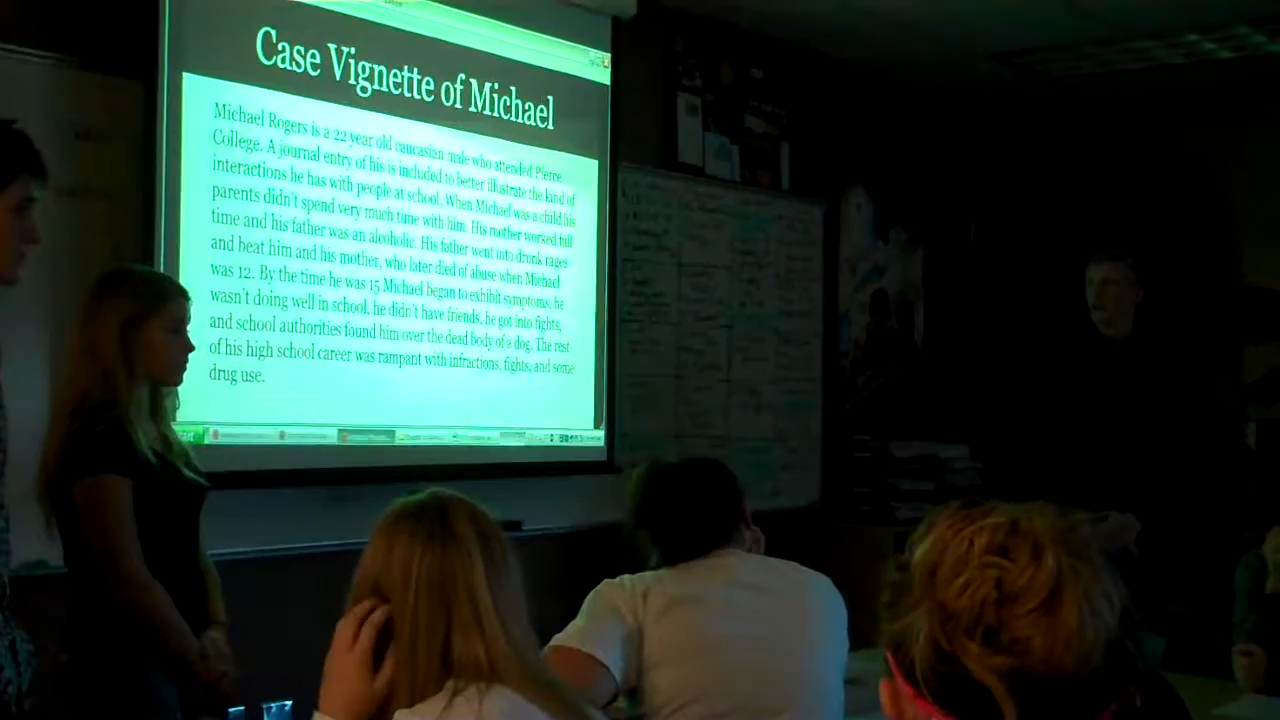 Case Vignette of Michael
Michael Rogers is a 22 year old caucasian male who attended Pierce
College. A journal entry of his is included to better illustrate the kind of
interactions he has with people at school. When Michael was a child his
parents didn't spend very much time with him. His mother worked full
time and his father was an alcoholic. His father went into drunk rages
and beat him and his mother, who later died of abuse when Michael
was 12. By the time he was 15 Michael began to exhibit symptoms, he
wasn't doing well in school, he didn't have friends, he got into fights,
and school authorities found him over the dead body of a dog. The rest
of his high school career was rampant with infractions, fights, and some
drug use.